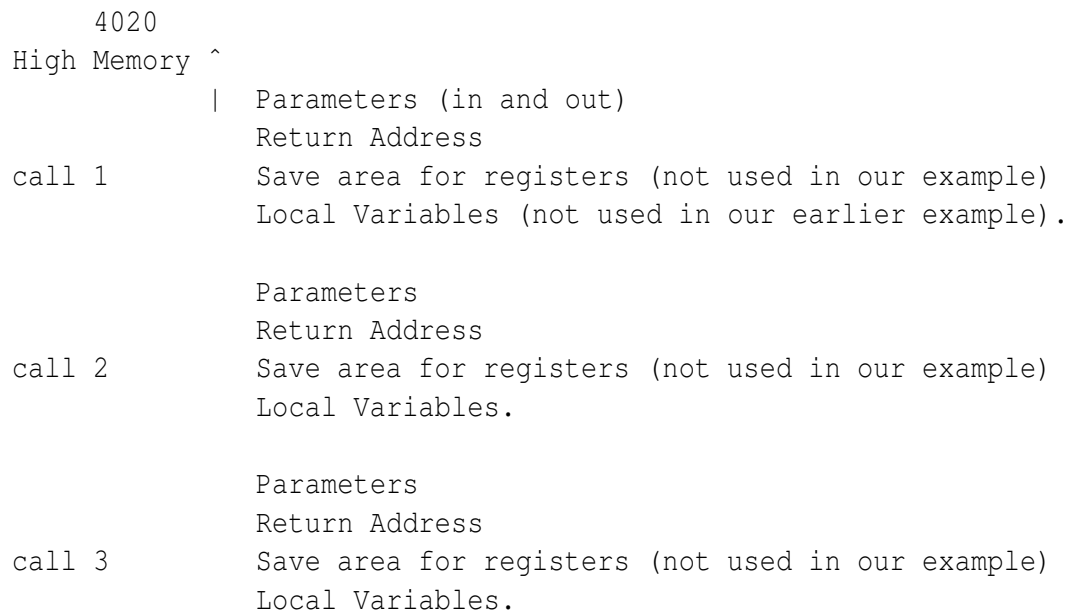 4020
High Memory ^
| Parameters (in and out)
Return Address
call 1 Save area for registers (not used in our example)
Local Variables (not used in our earlier example).
Parameters
Return Address
call 2 Save area for registers (not used in our example)
Local Variables.
Parameters
Return Address
call 3 Save area for registers (not used in our example)
Local Variables.